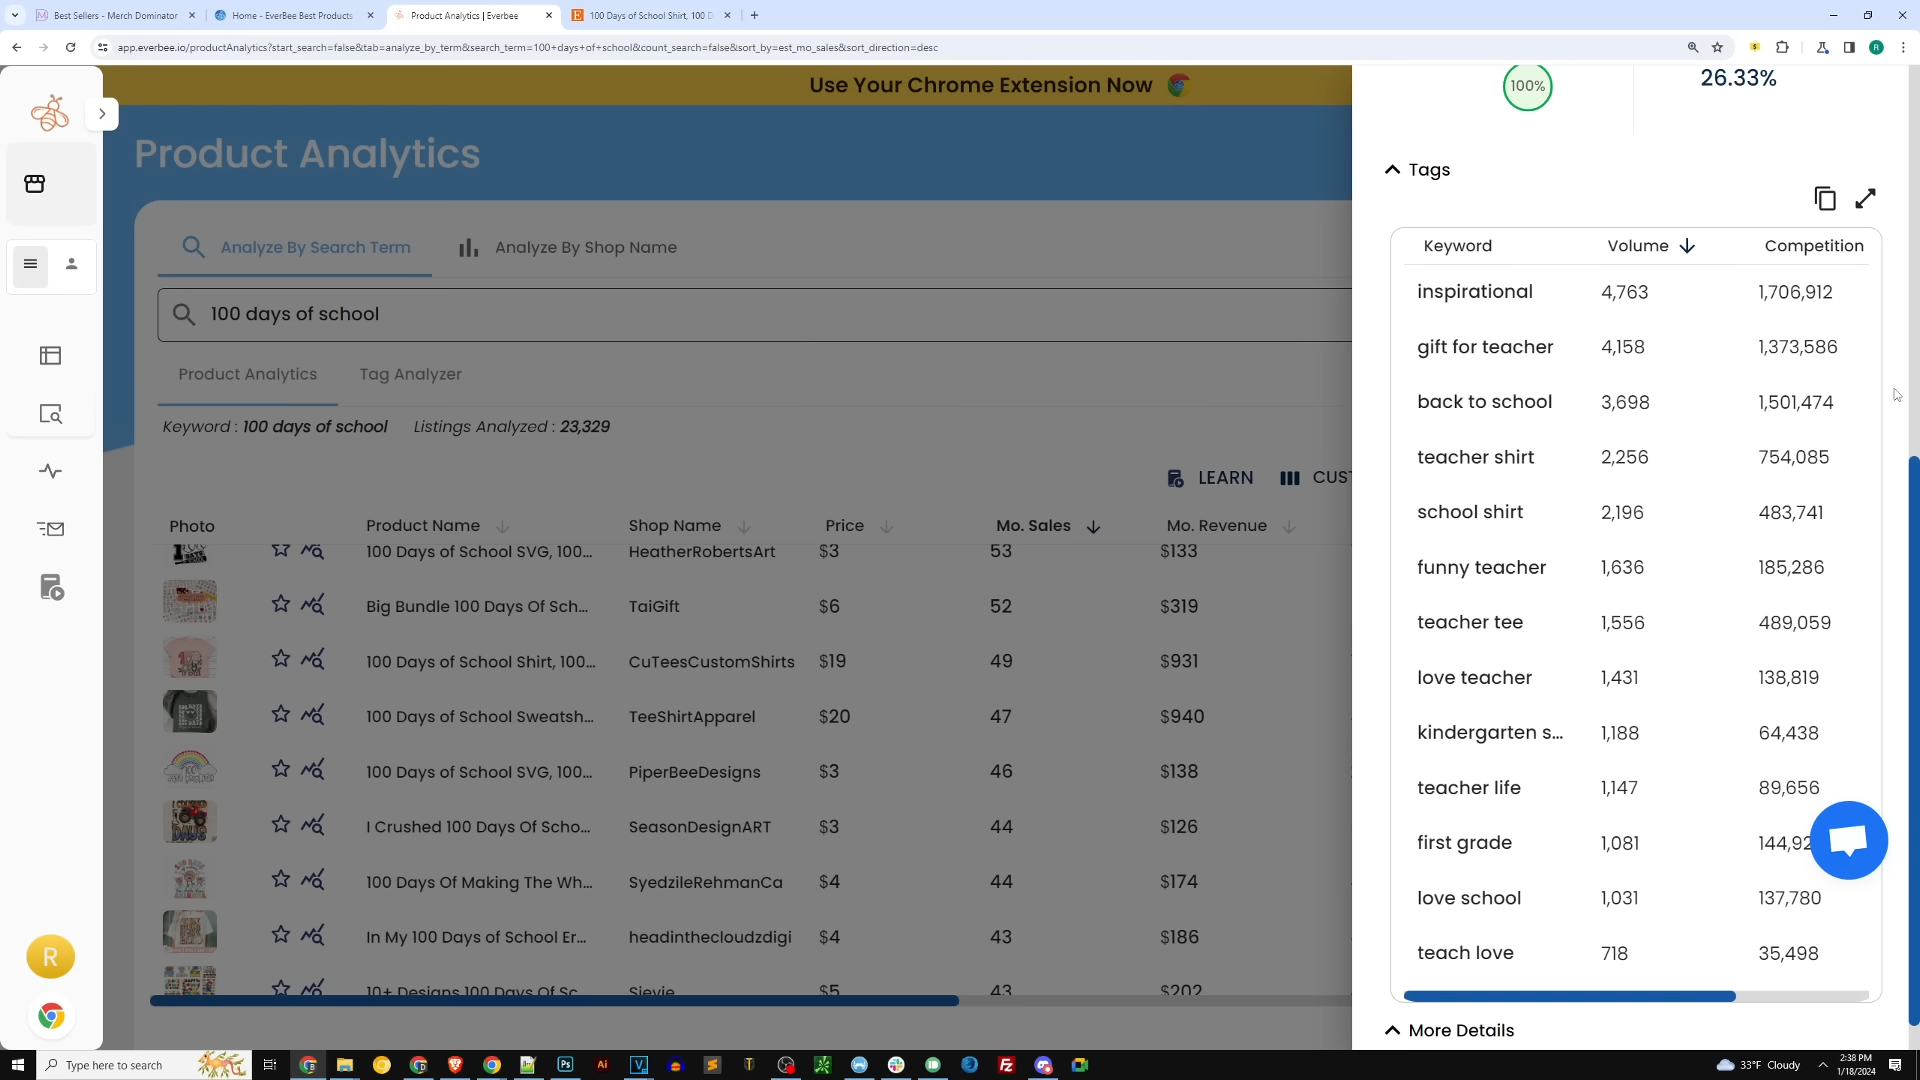 Best Sellers - Merch Dominator
Home - EverBee Best Products
Product Analytics | Everbee
100 Days of School Shirt, 100 D
app.everbee.io/productAnalytics?start_search=false&tab=analyze_by_term&search_term=100+days+of+school&count_search=false&sort_by=est_mo_sales&sort_direction=desc
Use Your Chrome Extension Now
Product Analytics
Analyze By Search Term
Analyze By Shop Name
100 days of school
Product Analytics
Tag Analyzer
Keyword : 100 days of school
Listings Analyzed : 23,329
LEARN
CUST
Photo Product Name Shop Name Price Mo. Sales Mo. Revenue
100 Days of School SVG, 100... HeatherRobertsArt $3 53 $133
Big Bundle 100 Days Of Sch... TaiGift $6 52 $319
100 Days of School Shirt, 100... CuTeesCustomShirts $19 49 $931
100 Days of School Sweatsh... TeeShirtApparel $20 47 $940
100 Days of School SVG, 100... PiperBeeDesigns $3 46 $138
I Crushed 100 Days Of Scho... SeasonDesignART $3 44 $126
100 Days Of Making The Wh... SyedzileRehmanCa $4 44 $174
In My 100 Days of School Er... headinthecloudzdigi $4 43 $186
10+ Designs 100 Days Of Sc Sievie $5 43 $202
100%
26.33%
Tags
Keyword Volume Competition
inspirational 4,763 1,706,912
gift for teacher 4,158 1,373,586
back to school 3,698 1,501,474
teacher shirt 2,256 754,085
school shirt 2,196 483,741
funny teacher 1,636 185,286
teacher tee 1,556 489,059
love teacher 1,431 138,819
kindergarten s... 1,188 64,438
teacher life 1,147 89,656
first grade 1,081 144,92
love school 1,031 137,780
teach love 718 35,498
More Details
R
Type here to search
33°F Cloudy
2:38 PM
1/18/2024